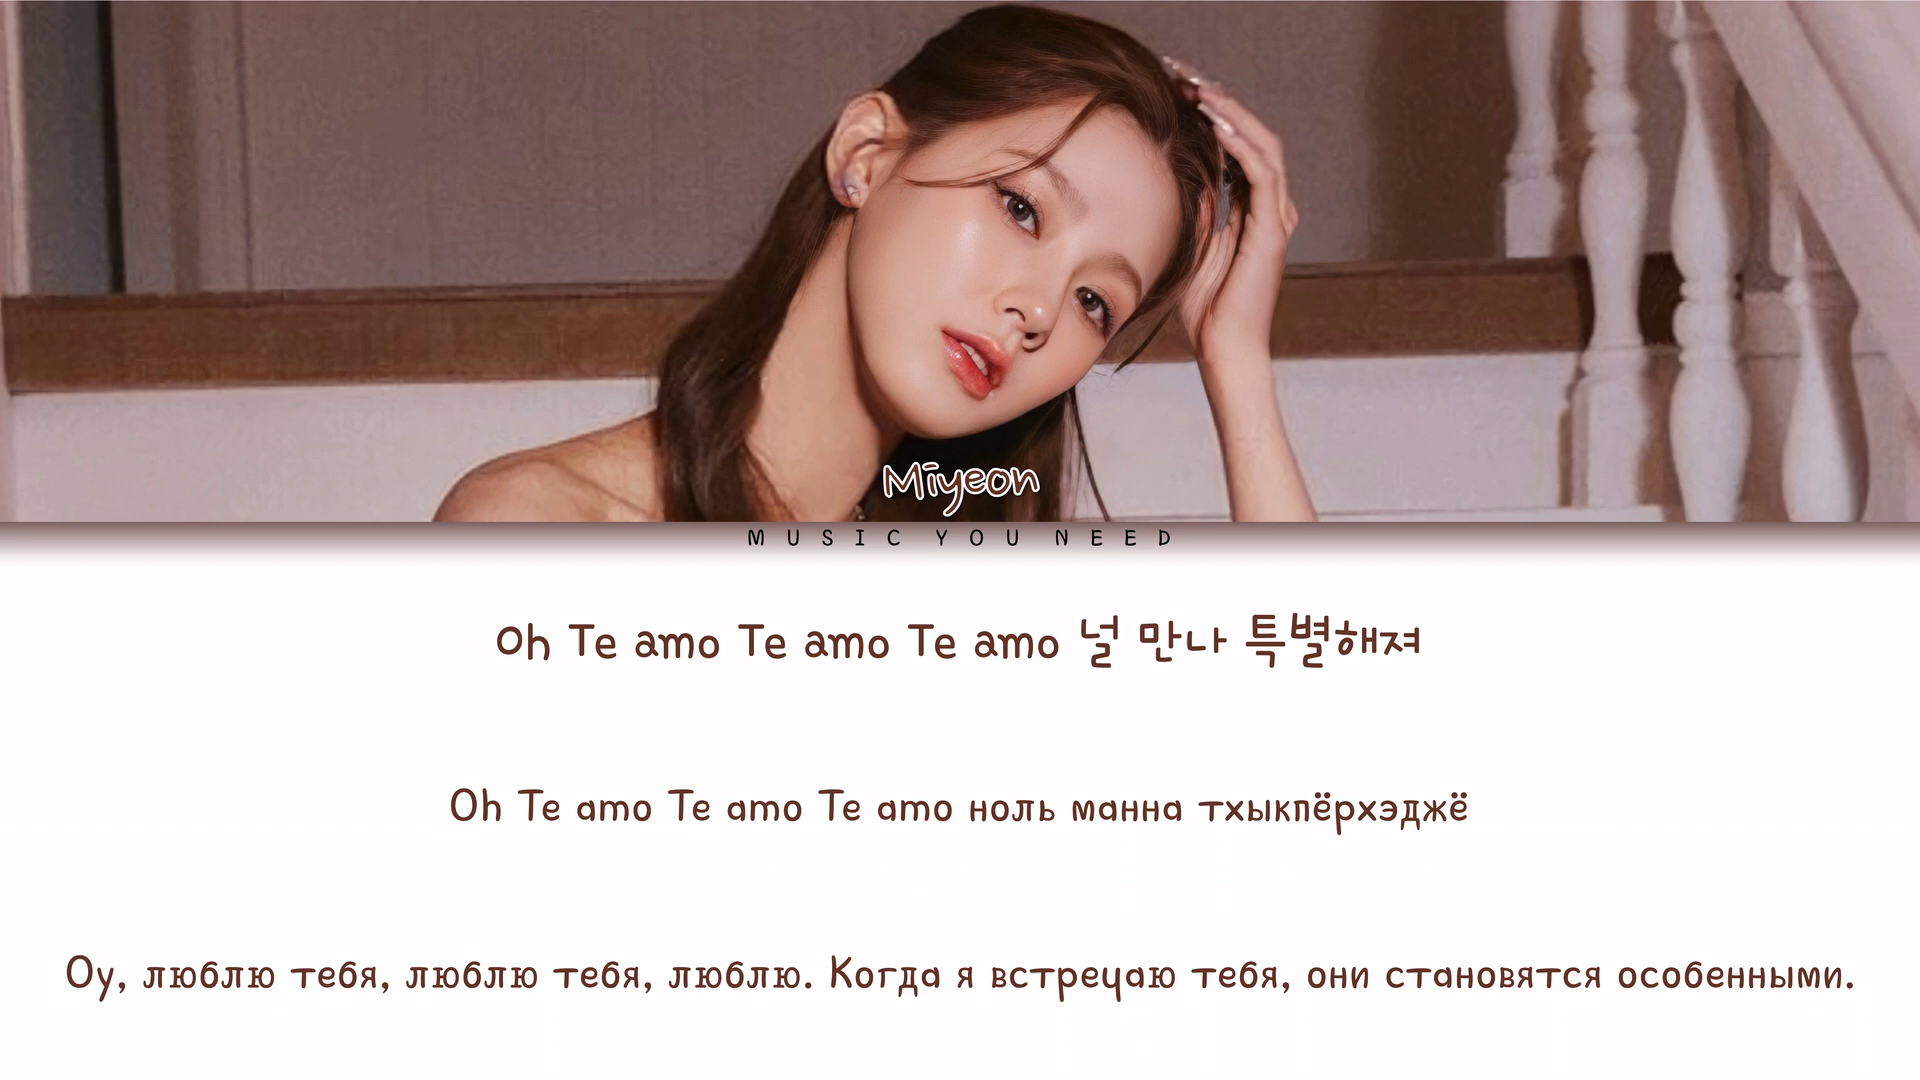 Miyeon
MUSIC YOU NEED
Oh Te amo Te amo Te amo 널 만나 특별해져
Oh Te amo Te amo Te amo ноль манна тхыкпёрхэджё
Оу, люблю тебя, люблю тебя, люблю. Когда я встречаю тебя, они становятся особенными.